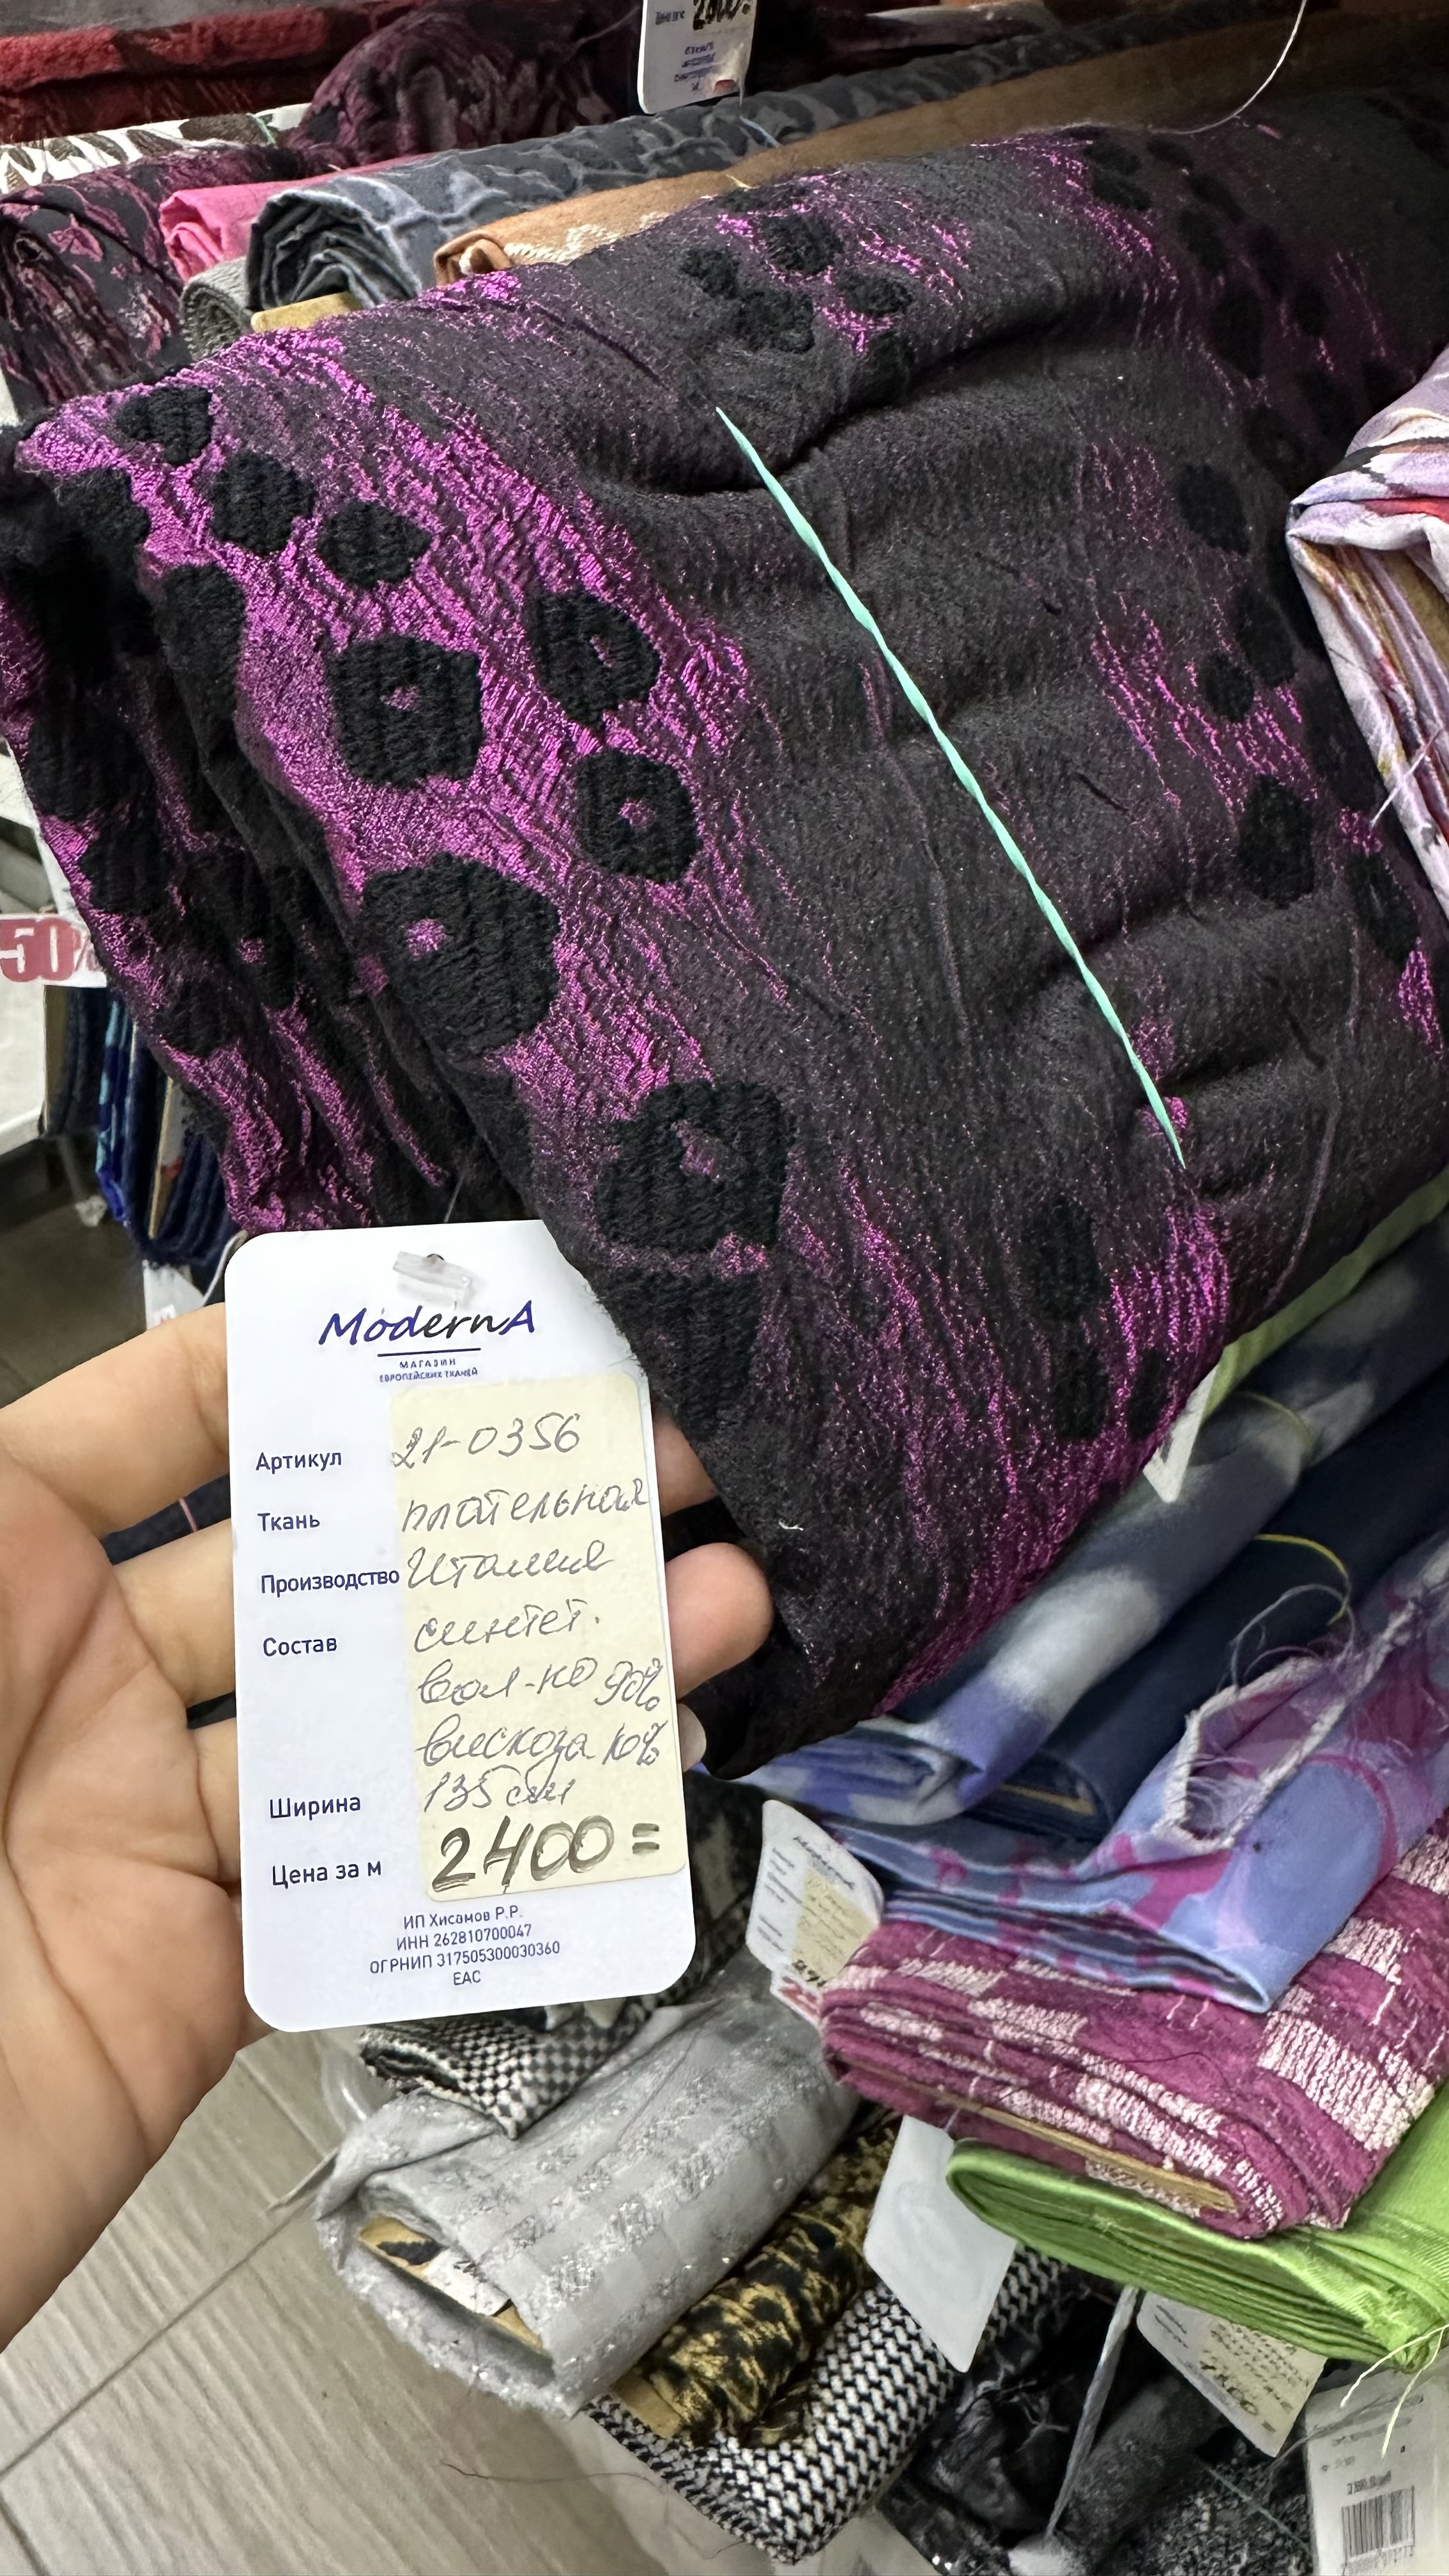 2800=
50%
ModernA
МАГАЗИН
ЕВРОПЕЙСКИХ ТКАНЕЙ
Артикул 21-0356
Ткань плательная
Производство Италия
Состав синтет.
вол-но 90%
вискоза 10%
Ширина 135 см
Цена за м 2400=
ИП Хисамов Р.Р.
ИНН 262810700047
ОГРНИП 317505300030360
EAC